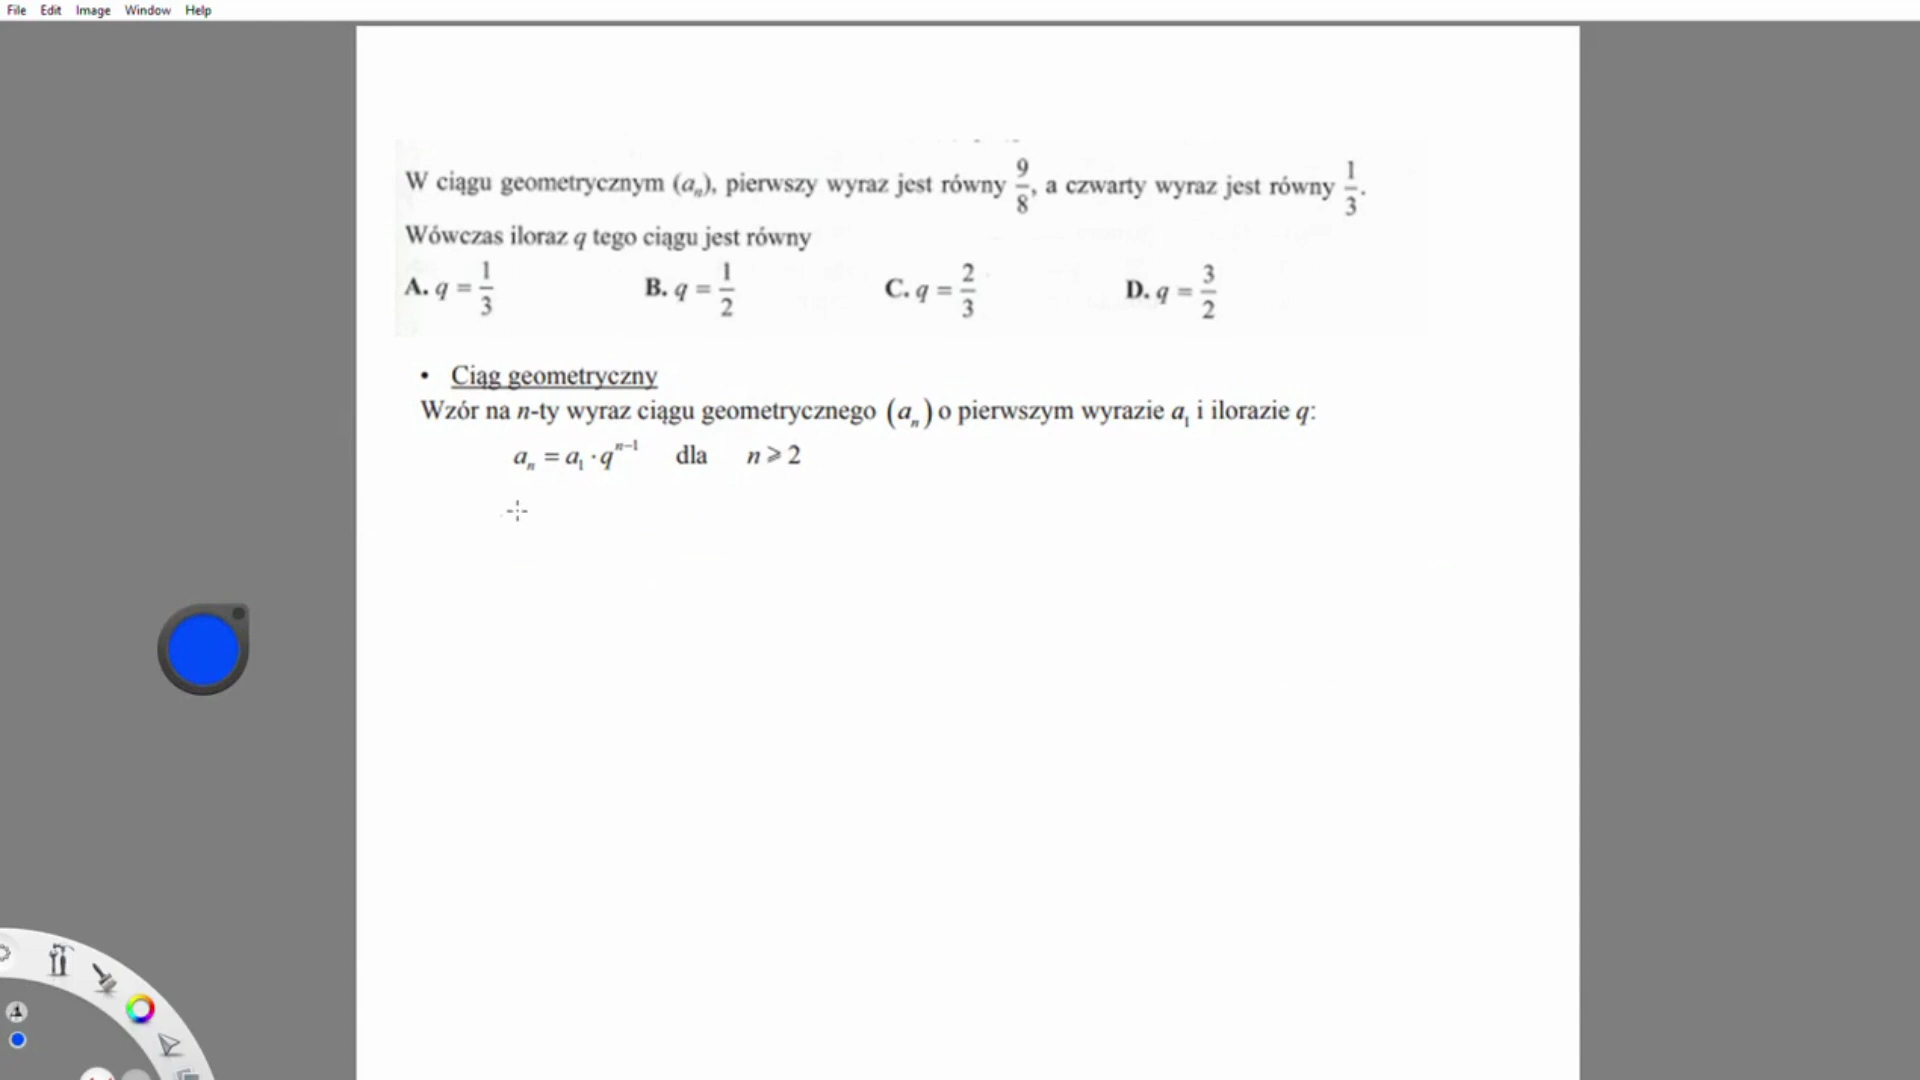 File Edit Image Window Help
W ciągu geometrycznym (aₙ), pierwszy wyraz jest równy 9/8, a czwarty wyraz jest równy 1/3.
Wówczas iloraz q tego ciągu jest równy
A. q = 1/3 B. q = 1/2 C. q = 2/3 D. q = 3/2
• Ciąg geometryczny
Wzór na n-ty wyraz ciągu geometrycznego (aₙ) o pierwszym wyrazie a₁ i ilorazie q:
aₙ = a₁ · qⁿ⁻¹ dla n ⩾ 2